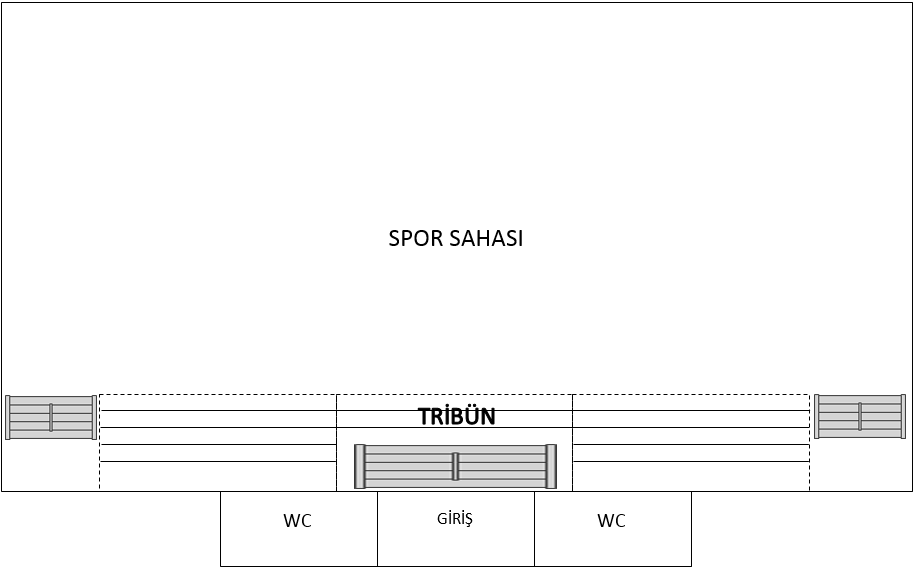 SPOR SAHASI
TRİBÜN
WC
GİRİŞ
WC